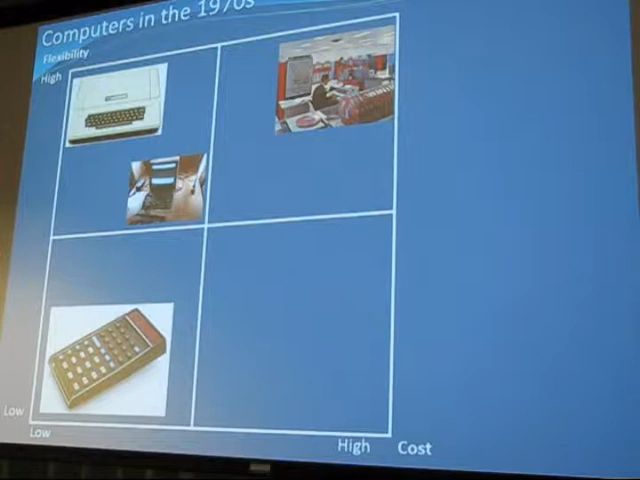 Computers in the 1970s
Flexibility
High
Low
Low
High
Cost